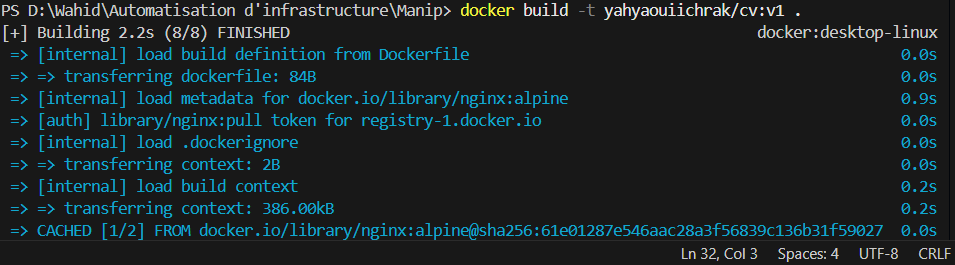 PS D:\Wahid\Automatisation d'infrastructure\Manip> docker build -t yahyaouiichrak/cv:v1 .
[+] Building 2.2s (8/8) FINISHED docker:desktop-linux
=> [internal] load build definition from Dockerfile 0.0s
=> => transferring dockerfile: 84B 0.0s
=> [internal] load metadata for docker.io/library/nginx:alpine 0.9s
=> [auth] library/nginx:pull token for registry-1.docker.io 0.0s
=> [internal] load .dockerignore 0.0s
=> => transferring context: 2B 0.0s
=> [internal] load build context 0.2s
=> => transferring context: 386.00kB 0.2s
=> CACHED [1/2] FROM docker.io/library/nginx:alpine@sha256:61e01287e546aac28a3f56839c136b31f59027 0.0s
Ln 32, Col 3 Spaces: 4 UTF-8 CRLF